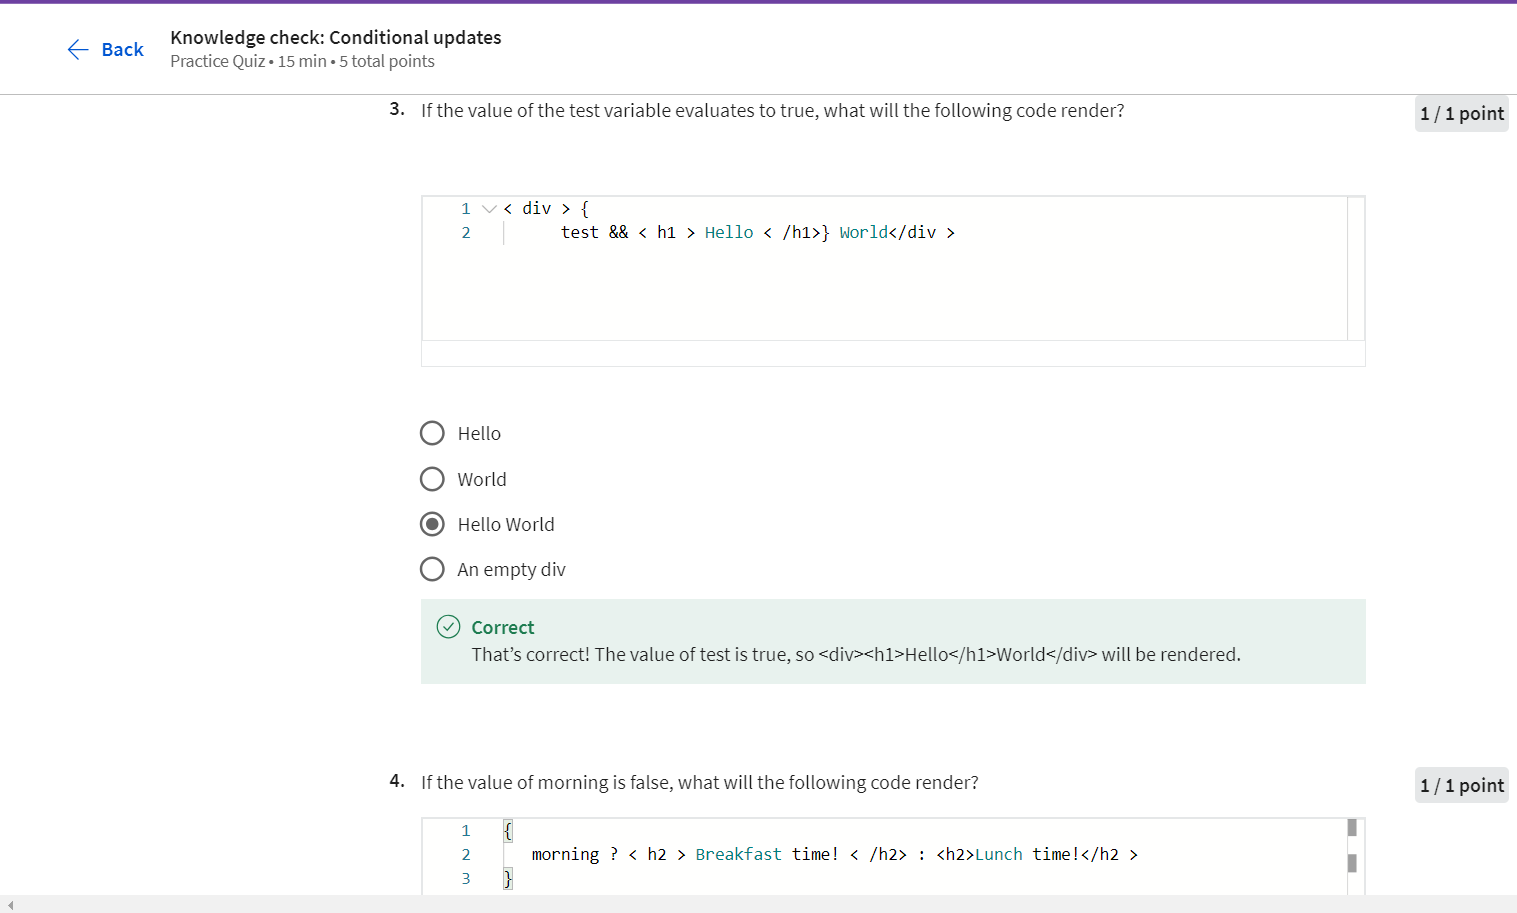 Back
Knowledge check: Conditional updates
Practice Quiz • 15 min • 5 total points
3. If the value of the test variable evaluates to true, what will the following code render?
1 / 1 point
1 < div > {
2 test && < h1 > Hello < /h1>} World</div >
Hello
World
Hello World
An empty div
Correct
That’s correct! The value of test is true, so <div><h1>Hello</h1>World</div> will be rendered.
4. If the value of morning is false, what will the following code render?
1 / 1 point
1 {
2 morning ? < h2 > Breakfast time! < /h2> : <h2>Lunch time!</h2 >
3 }